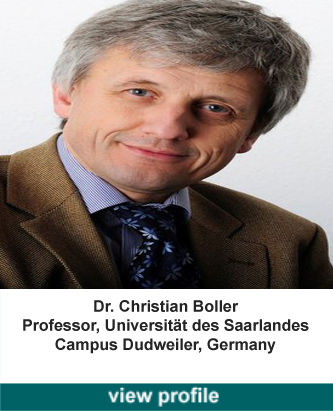 Dr. Christian Boller
Professor, Universität des Saarlandes
Campus Dudweiler, Germany
view profile